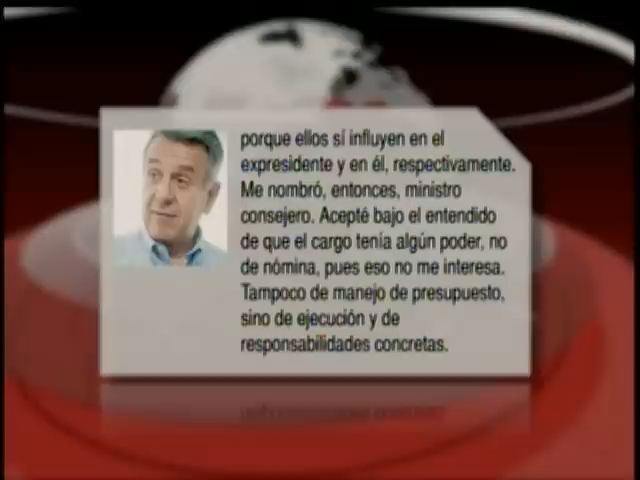 porque ellos sí influyen en el
expresidente y en él, respectivamente.
Me nombró, entonces, ministro
consejero. Acepté bajo el entendido
de que el cargo tenía algún poder, no
de nómina, pues eso no me interesa.
Tampoco de manejo de presupuesto,
sino de ejecución y de
responsabilidades concretas.